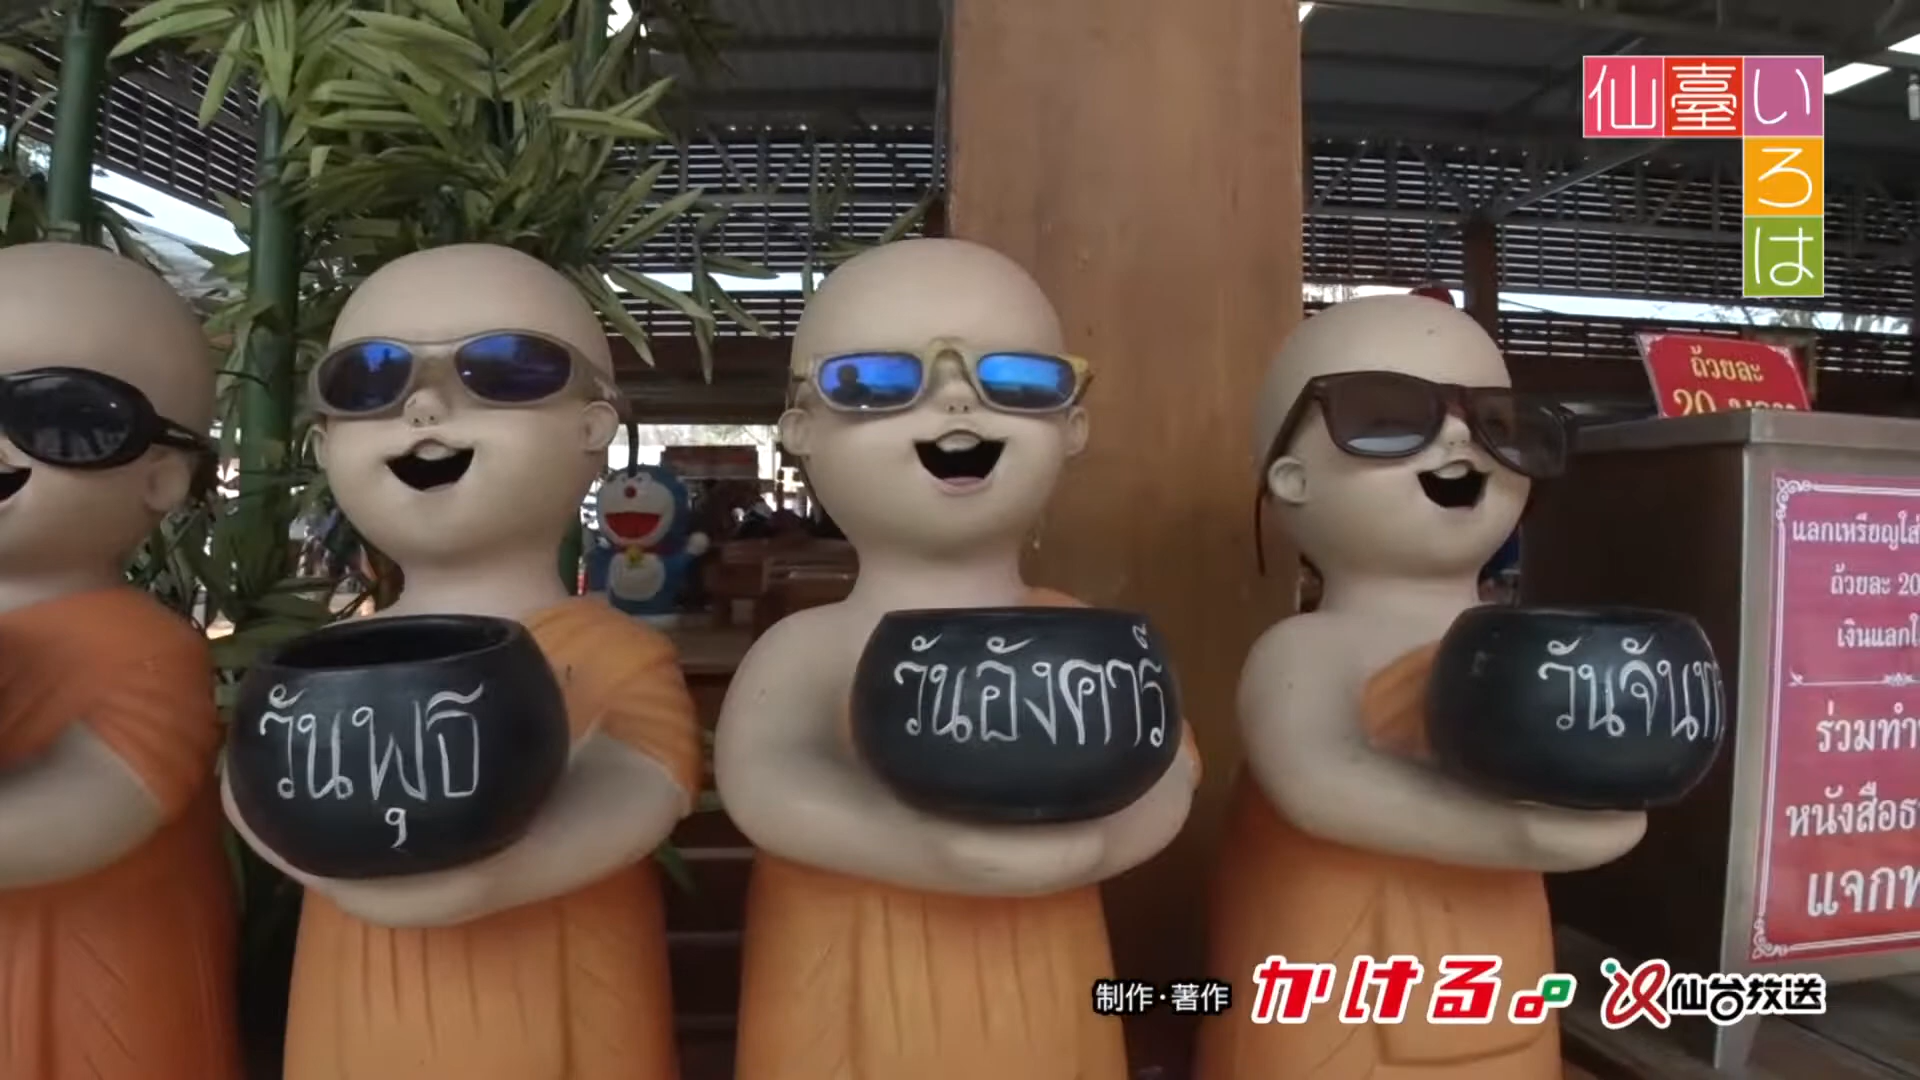 仙臺いろは
ถ้วยละ
20
วันพุธ
วันอังคาร์
วันจันท
แลกเหรียญใส่
ถ้วยละ 20
เงินแลกใ
ร่วมทำ
หนังสือธ
แจก
制作・著作 かける。 仙台放送